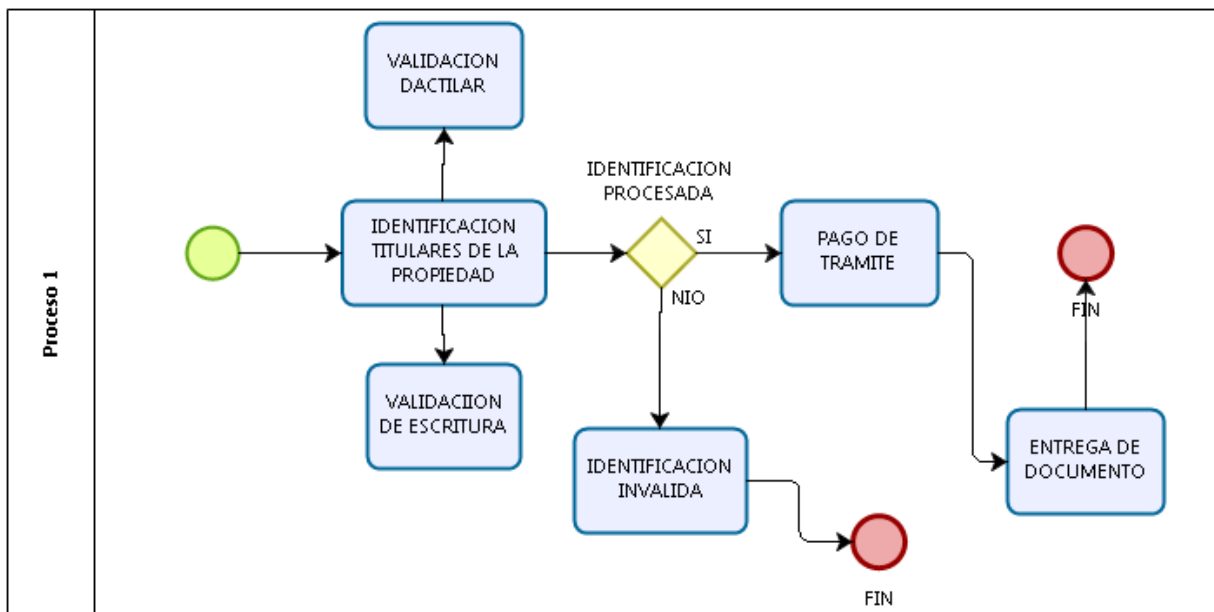 Proceso 1
VALIDACION
DACTILAR
IDENTIFICACION
TITULARES DE LA
PROPIEDAD
VALIDACIION
DE ESCRITURA
IDENTIFICACION
PROCESADA
SI
NIO
PAGO DE
TRAMITE
IDENTIFICACION
INVALIDA
FIN
ENTREGA DE
DOCUMENTO
FIN